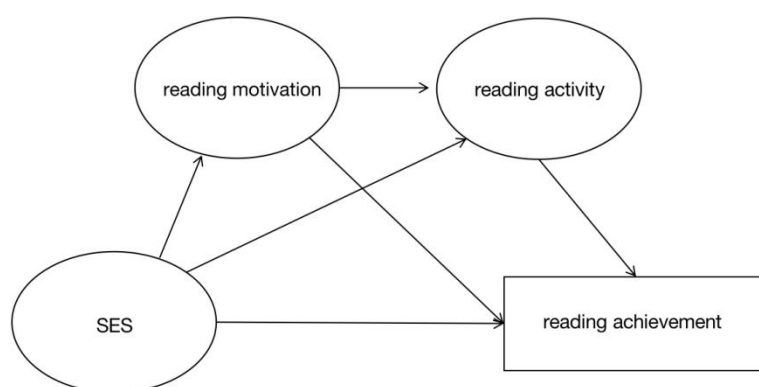 reading motivation
reading activity
SES
reading achievement